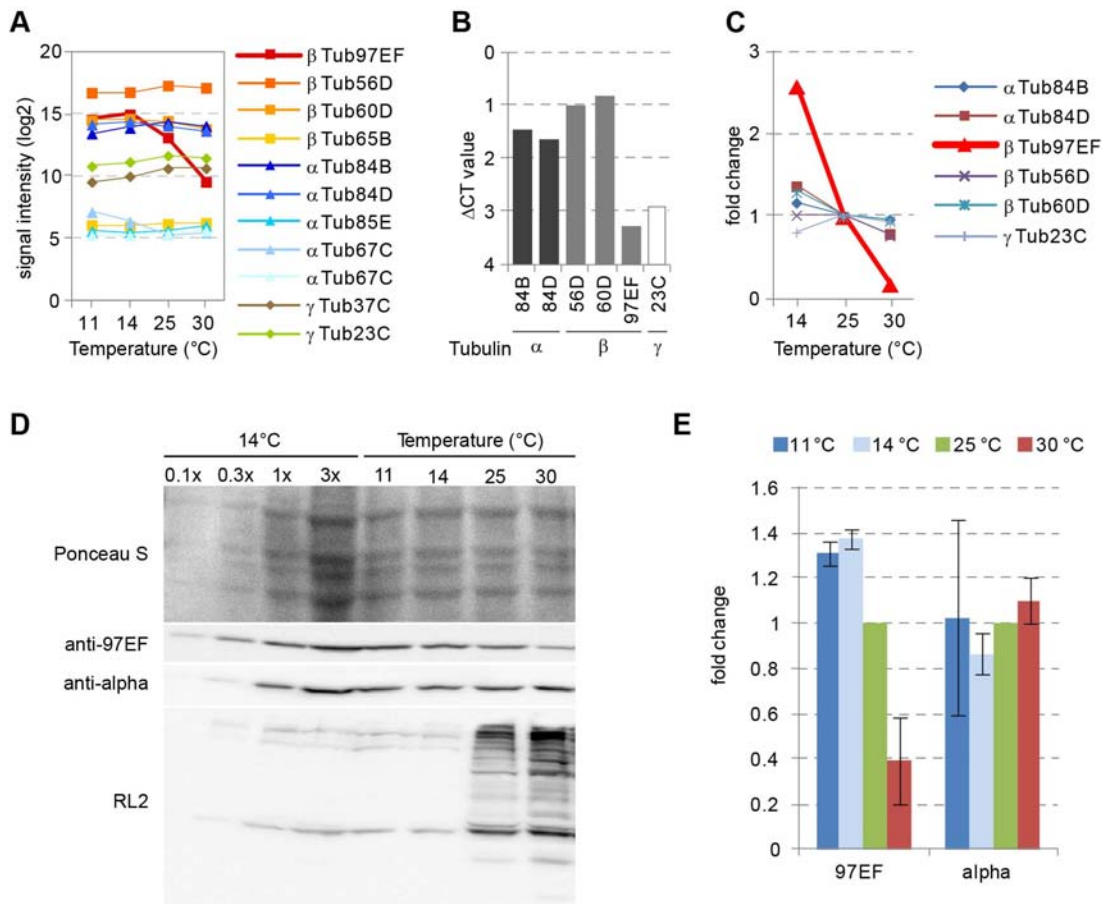 A
signal intensity (log2)
20
15
10
5
0
11 14 25 30
Temperature (°C)
β Tub97EF
β Tub56D
β Tub60D
β Tub65B
α Tub84B
α Tub84D
α Tub85E
α Tub67C
α Tub67C
γ Tub37C
γ Tub23C
B
ΔCT value
0
1
2
3
4
84B 84D 56D 60D 97EF 23C
Tubulin α β γ
C
fold change
3
2
1
0
14 25 30
Temperature (°C)
α Tub84B
α Tub84D
β Tub97EF
β Tub56D
β Tub60D
γ Tub23C
D
14°C Temperature (°C)
0.1x 0.3x 1x 3x 11 14 25 30
Ponceau S
anti-97EF
anti-alpha
RL2
E
11 °C 14 °C 25 °C 30 °C
fold change
1.6
1.4
1.2
1
0.8
0.6
0.4
0.2
0
97EF alpha